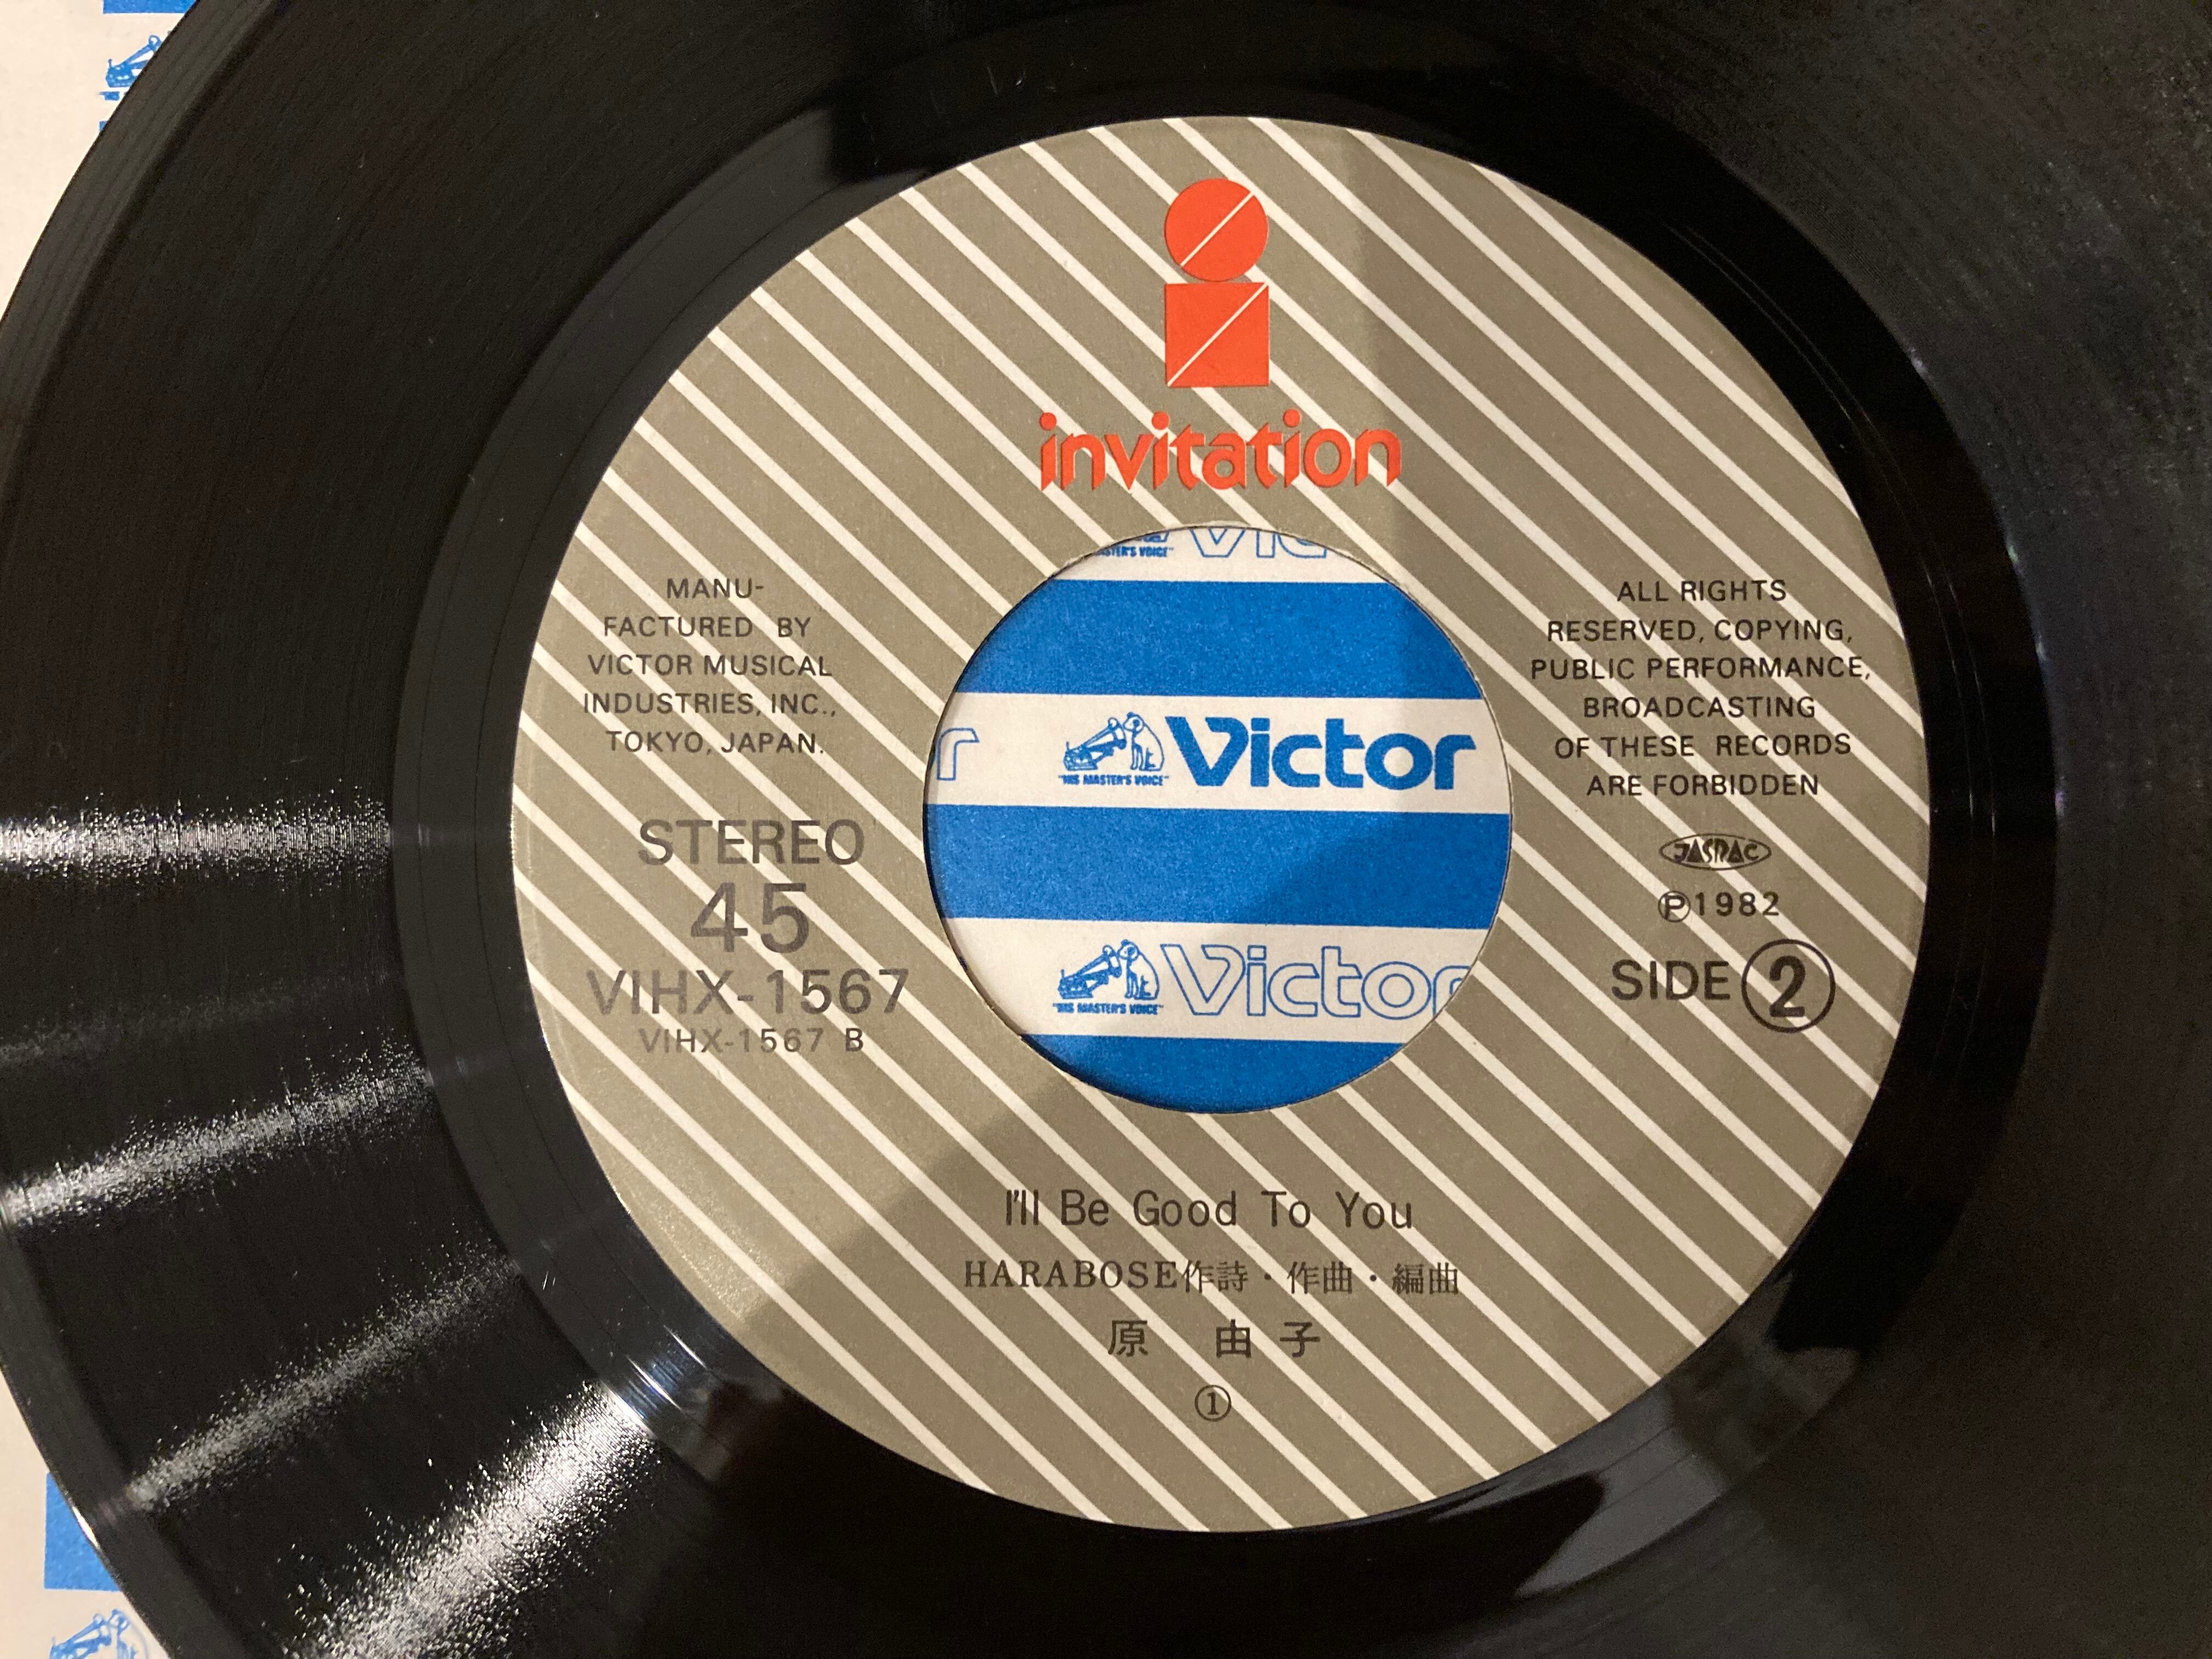 invitation
MANU-
FACTURED BY
VICTOR MUSICAL
INDUSTRIES, INC.,
TOKYO, JAPAN.
STEREO
45
VIHX-1567
VIHX-1567 B
"HIS MASTER'S VOICE" Victor
"HIS MASTER'S VOICE" Victor
ALL RIGHTS
RESERVED, COPYING,
PUBLIC PERFORMANCE,
BROADCASTING
OF THESE RECORDS
ARE FORBIDDEN
JASRAC
Ⓟ1982
SIDE ②
I'll Be Good To You
HARABOSE作詩・作曲・編曲
原 由子
①